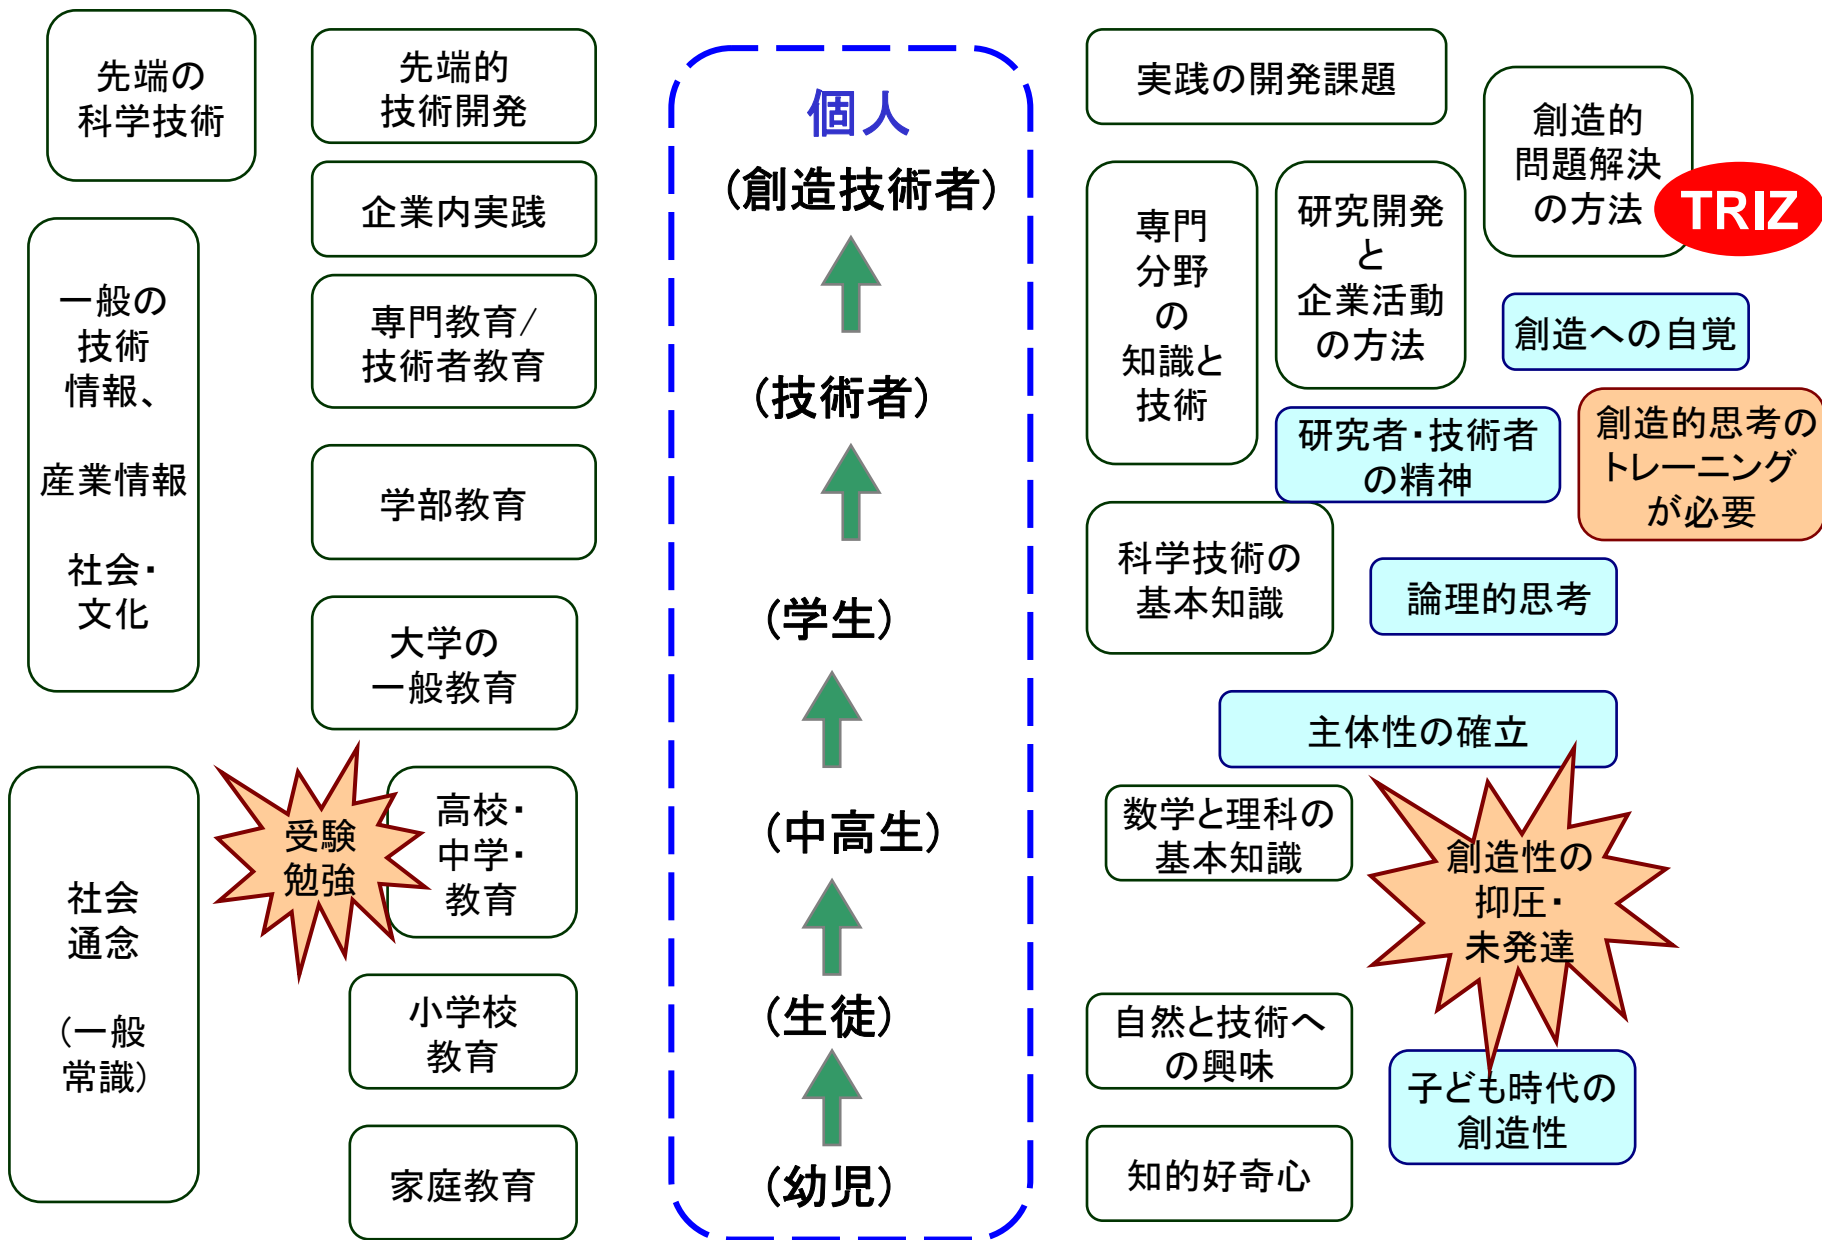 先端の
科学技術
一般の
技術
情報、
産業情報
社会・
文化
社会
通念
(一般
常識)
先端的
技術開発
企業内実践
専門教育/
技術者教育
学部教育
大学の
一般教育
受験
勉強
高校・
中学・
教育
小学校
教育
家庭教育
個人
(創造技術者)
(技術者)
(学生)
(中高生)
(生徒)
(幼児)
実践の開発課題
創造的
問題解決
の方法
TRIZ
専門
分野
の
知識と
技術
研究開発
と
企業活動
の方法
創造への自覚
研究者・技術者
の精神
創造的思考の
トレーニング
が必要
科学技術の
基本知識
論理的思考
主体性の確立
数学と理科の
基本知識
創造性の
抑圧・
未発達
自然と技術へ
の興味
子ども時代の
創造性
知的好奇心